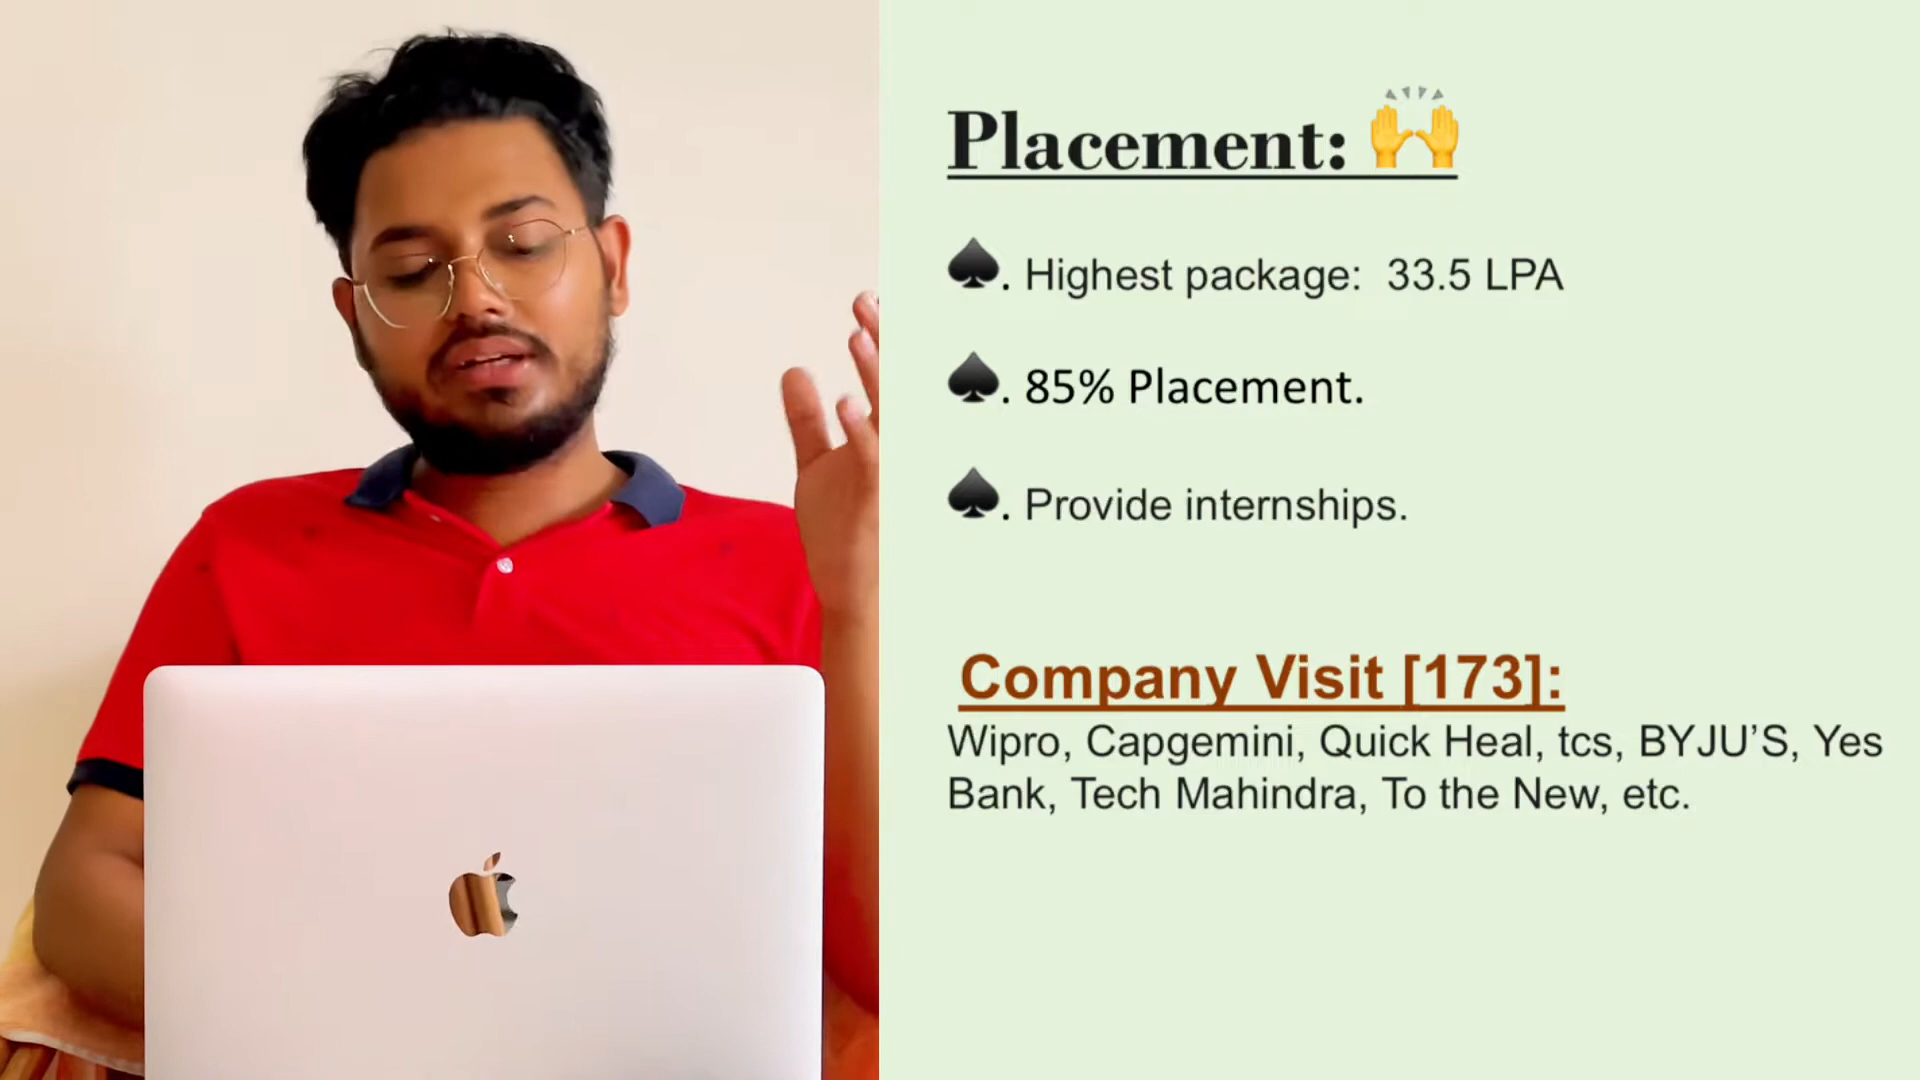 Placement: 🙌
♠. Highest package: 33.5 LPA
♠. 85% Placement.
♠. Provide internships.
Company Visit [173]:
Wipro, Capgemini, Quick Heal, tcs, BYJU’S, Yes
Bank, Tech Mahindra, To the New, etc.